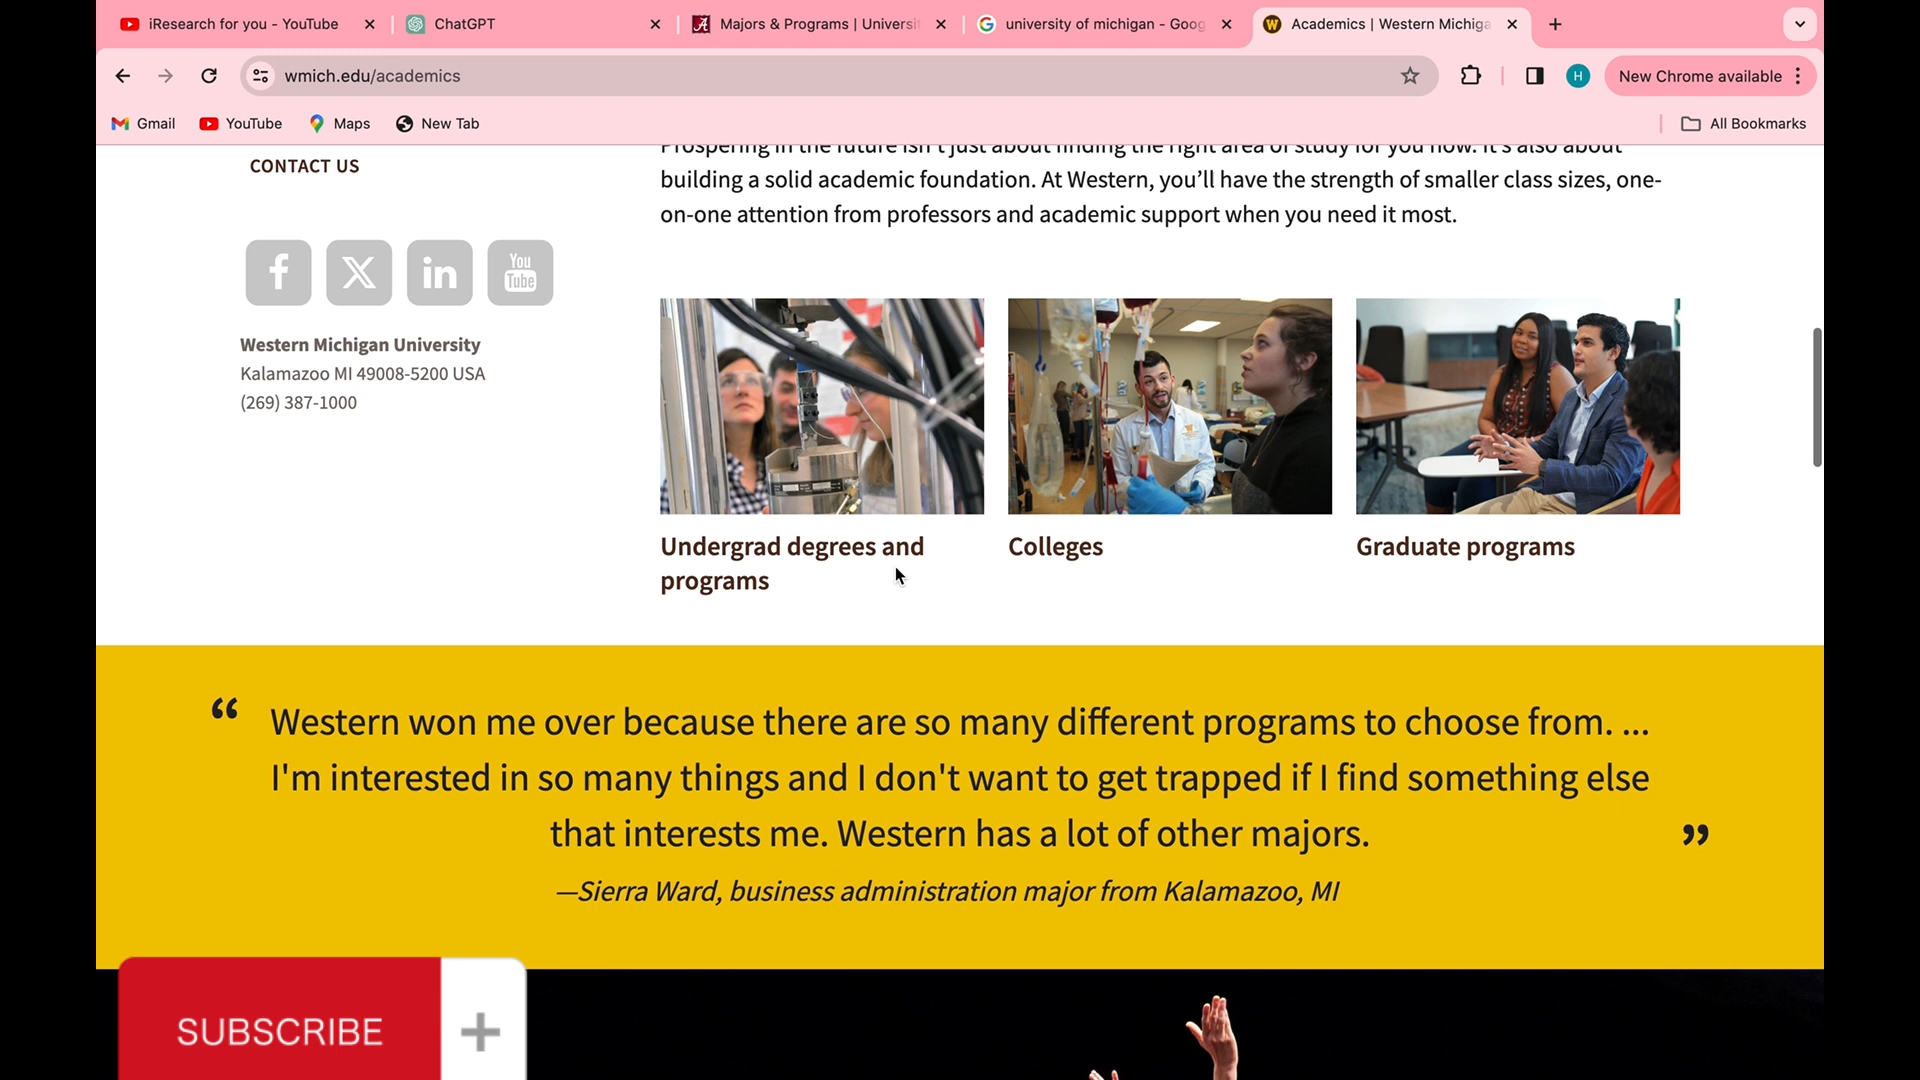 iResearch for you - YouTube
ChatGPT
Majors & Programs | Universi
university of michigan - Goog
Academics | Western Michiga
wmich.edu/academics
H
New Chrome available
Gmail
YouTube
Maps
New Tab
All Bookmarks
CONTACT US
Prospering in the future isn't just about finding the right area of study for you now. It's also about
building a solid academic foundation. At Western, you’ll have the strength of smaller class sizes, one-
on-one attention from professors and academic support when you need it most.
You
Tube
Western Michigan University
Kalamazoo MI 49008-5200 USA
(269) 387-1000
Undergrad degrees and
programs
Colleges
Graduate programs
“ Western won me over because there are so many different programs to choose from. ...
I'm interested in so many things and I don't want to get trapped if I find something else
that interests me. Western has a lot of other majors. ”
—Sierra Ward, business administration major from Kalamazoo, MI
SUBSCRIBE +